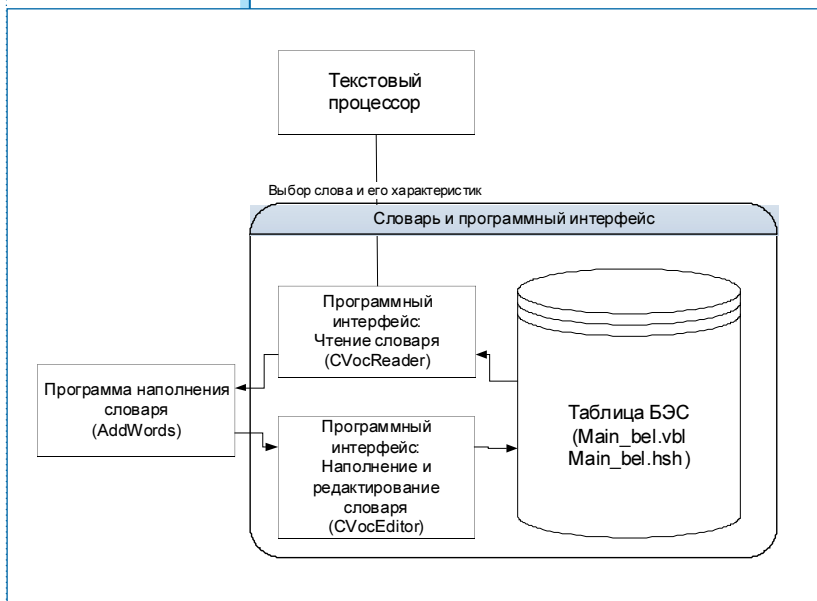 Текстовый
процессор
Выбор слова и его характеристик
Словарь и программный интерфейс
Программный
интерфейс:
Чтение словаря
(CVocReader)
Программа наполнения
словаря
(AddWords)
Программный
интерфейс:
Наполнение и
редактирование
словаря
(CVocEditor)
Таблица БЭС
(Main_bel.vbl
Main_bel.hsh)